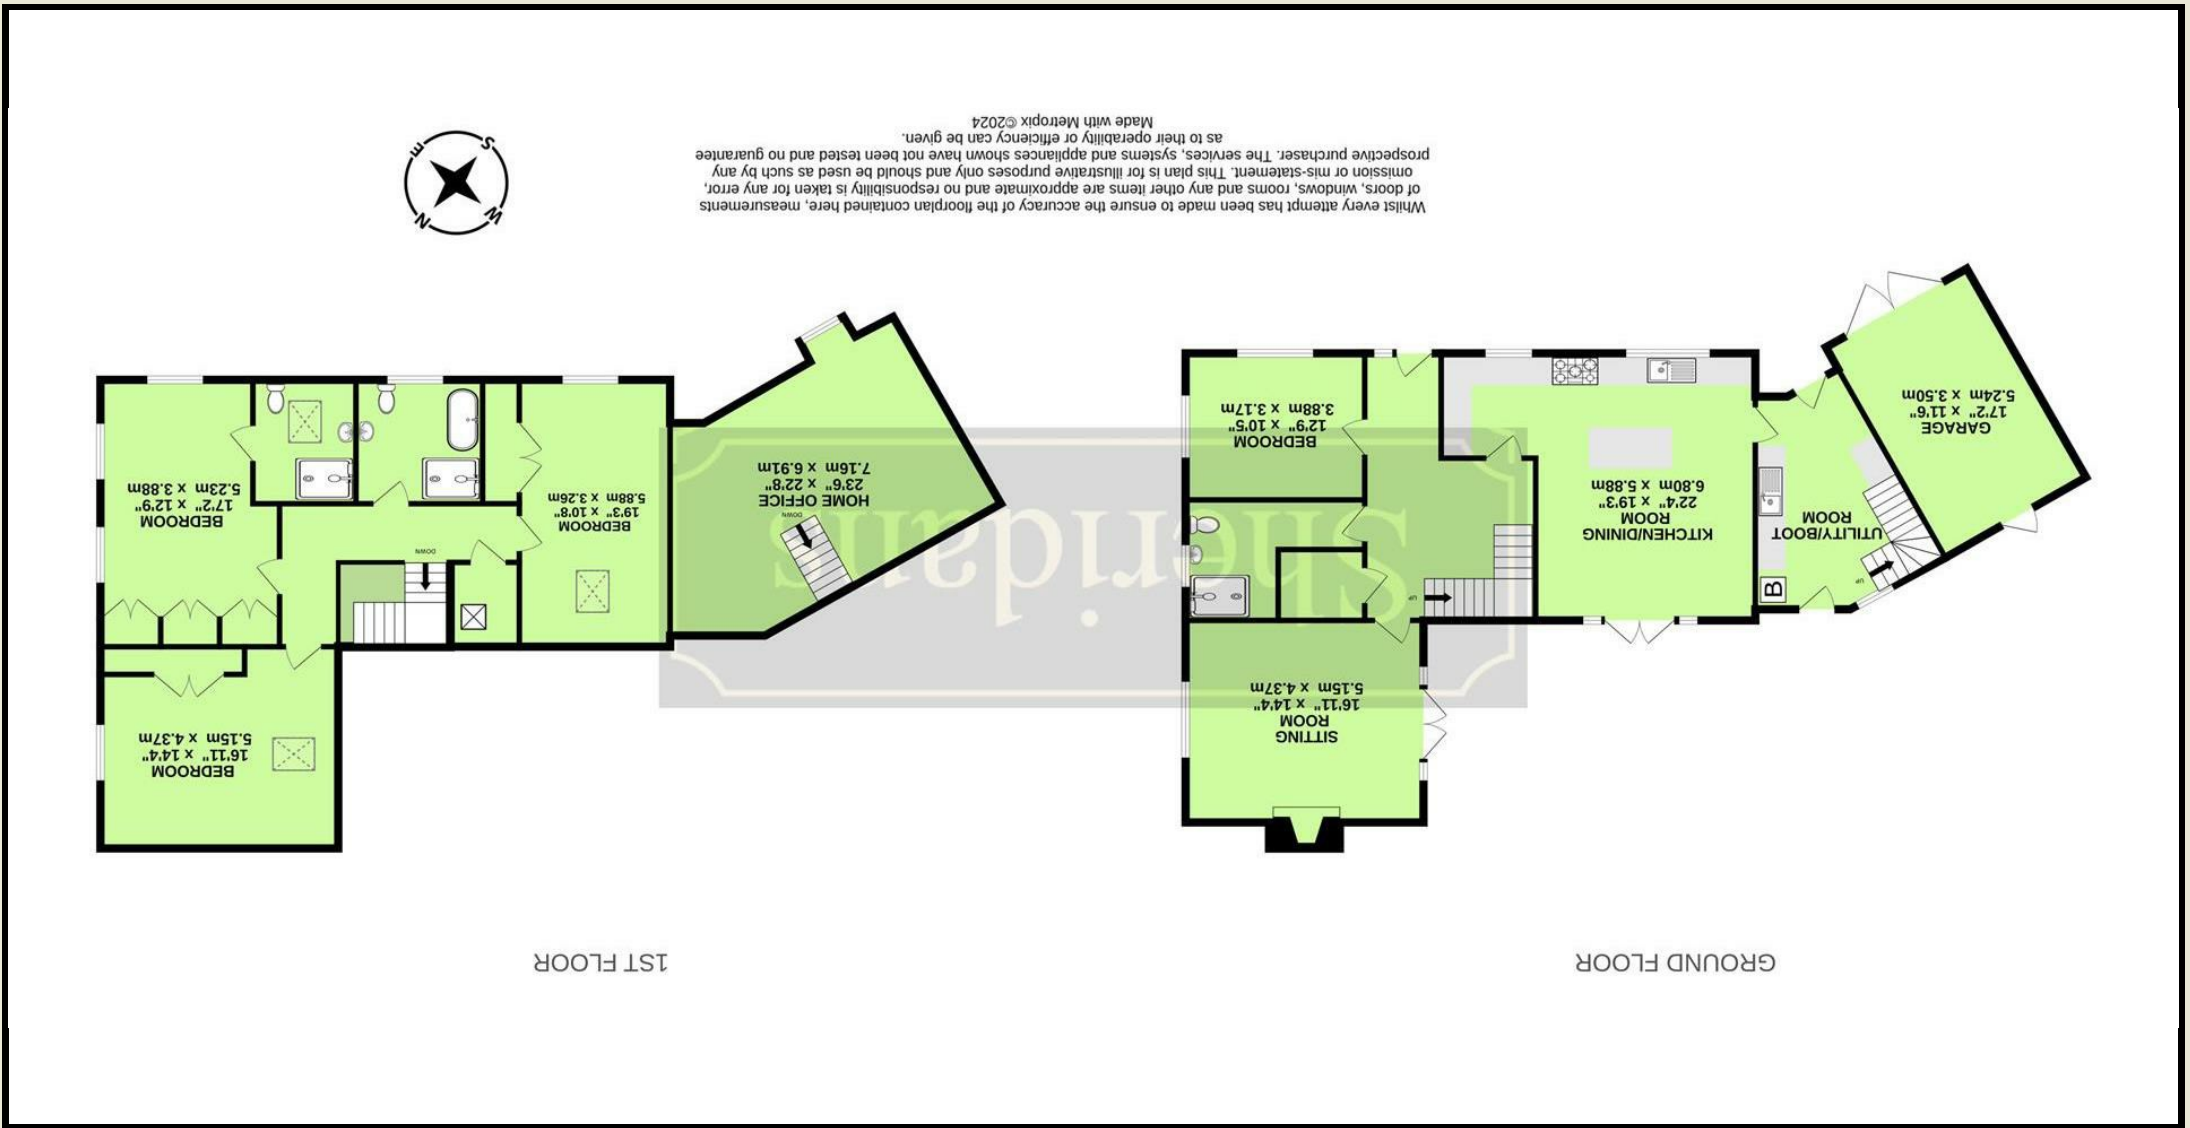 GROUND FLOOR
1ST FLOOR
SITTING
ROOM
16'11" x 14'4"
5.15m x 4.37m
KITCHEN/DINING
ROOM
22'4" x 19'3"
6.80m x 5.88m
UTILITY/BOOT
ROOM
UP
B
GARAGE
17'2" x 11'6"
5.24m x 3.50m
UP
BEDROOM
12'9" x 10'5"
3.88m x 3.17m
BEDROOM
16'11" x 14'4"
5.15m x 4.37m
BEDROOM
17'2" x 12'9"
5.23m x 3.88m
DOWN
BEDROOM
19'3" x 10'8"
5.88m x 3.26m
HOME OFFICE
23'6" x 22'8"
7.16m x 6.91m
DOWN
Sheridans
Whilst every attempt has been made to ensure the accuracy of the floorplan contained here, measurements
of doors, windows, rooms and any other items are approximate and no responsibility is taken for any error,
omission or mis-statement. This plan is for illustrative purposes only and should be used as such by any
prospective purchaser. The services, systems and appliances shown have not been tested and no guarantee
as to their operability or efficiency can be given.
Made with Metropix ©2024
N
E
S
W